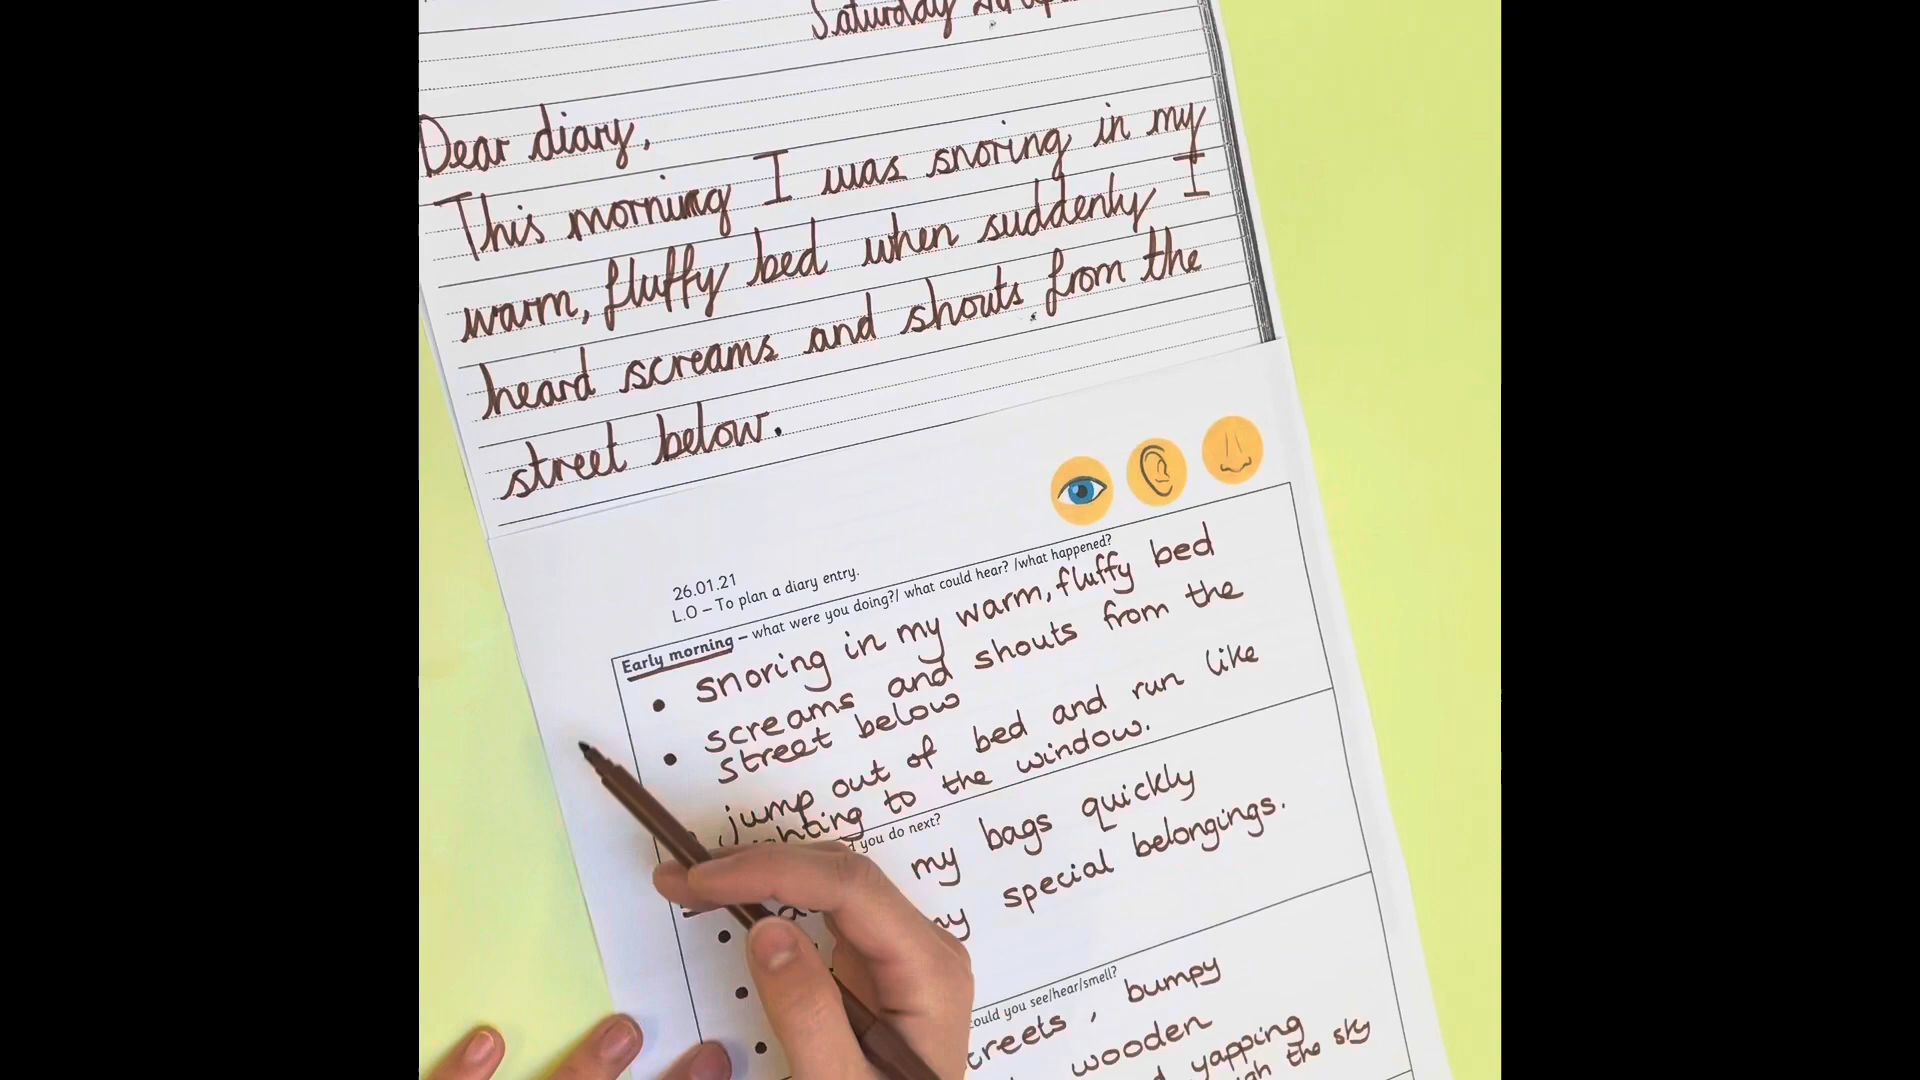 Saturday
Dear diary,
This morning I was snoring in my
warm, fluffy bed when suddenly I
heard screams and shouts from the
street below.
26.01.21
L.O – To plan a diary entry.
Early morning – what were you doing?/ what could hear? /what happened?
• snoring in my warm, fluffy bed
• screams and shouts from the
street below
jump out of bed and run like
to the window.
you do next?
my bags quickly
my special belongings.
could you see/hear/smell?
bumpy
wooden
yapping
the sky